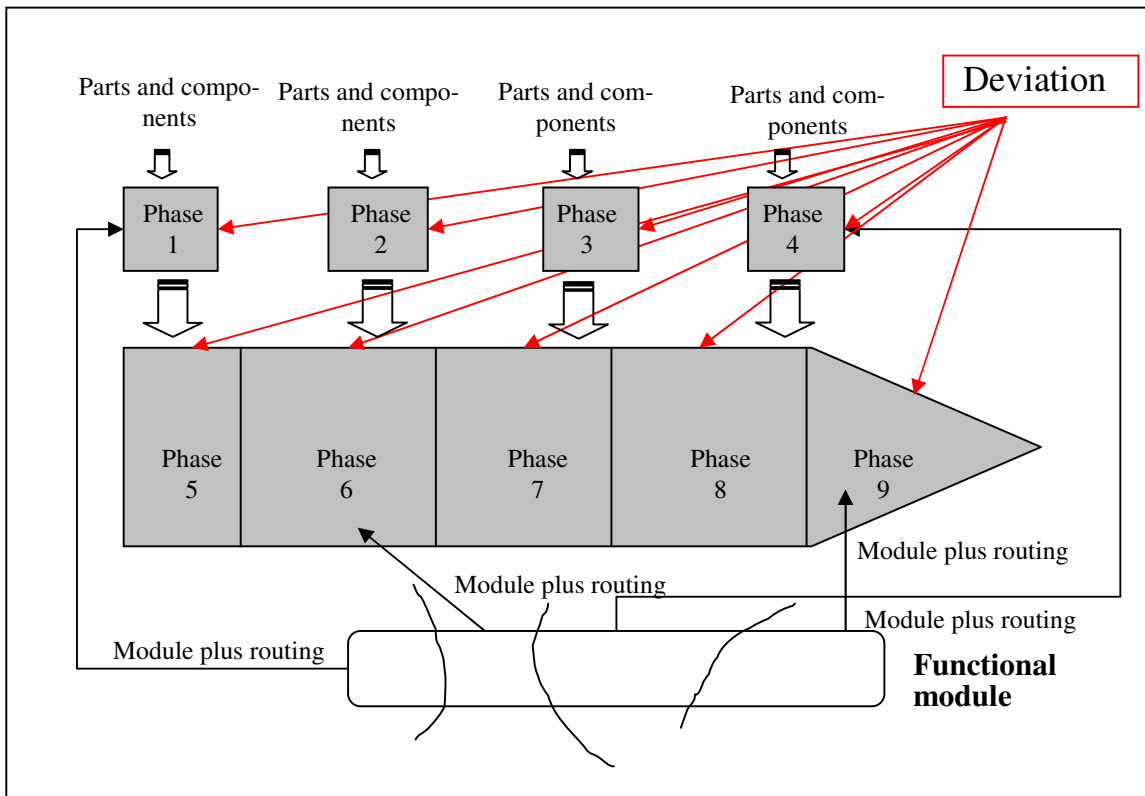 Parts and compo-
nents
Parts and compo-
nents
Parts and com-
ponents
Parts and com-
ponents
Deviation
Phase
1
Phase
2
Phase
3
Phase
4
Phase
5
Phase
6
Phase
7
Phase
8
Phase
9
Module plus routing
Module plus routing
Module plus routing
Module plus routing
Functional
module